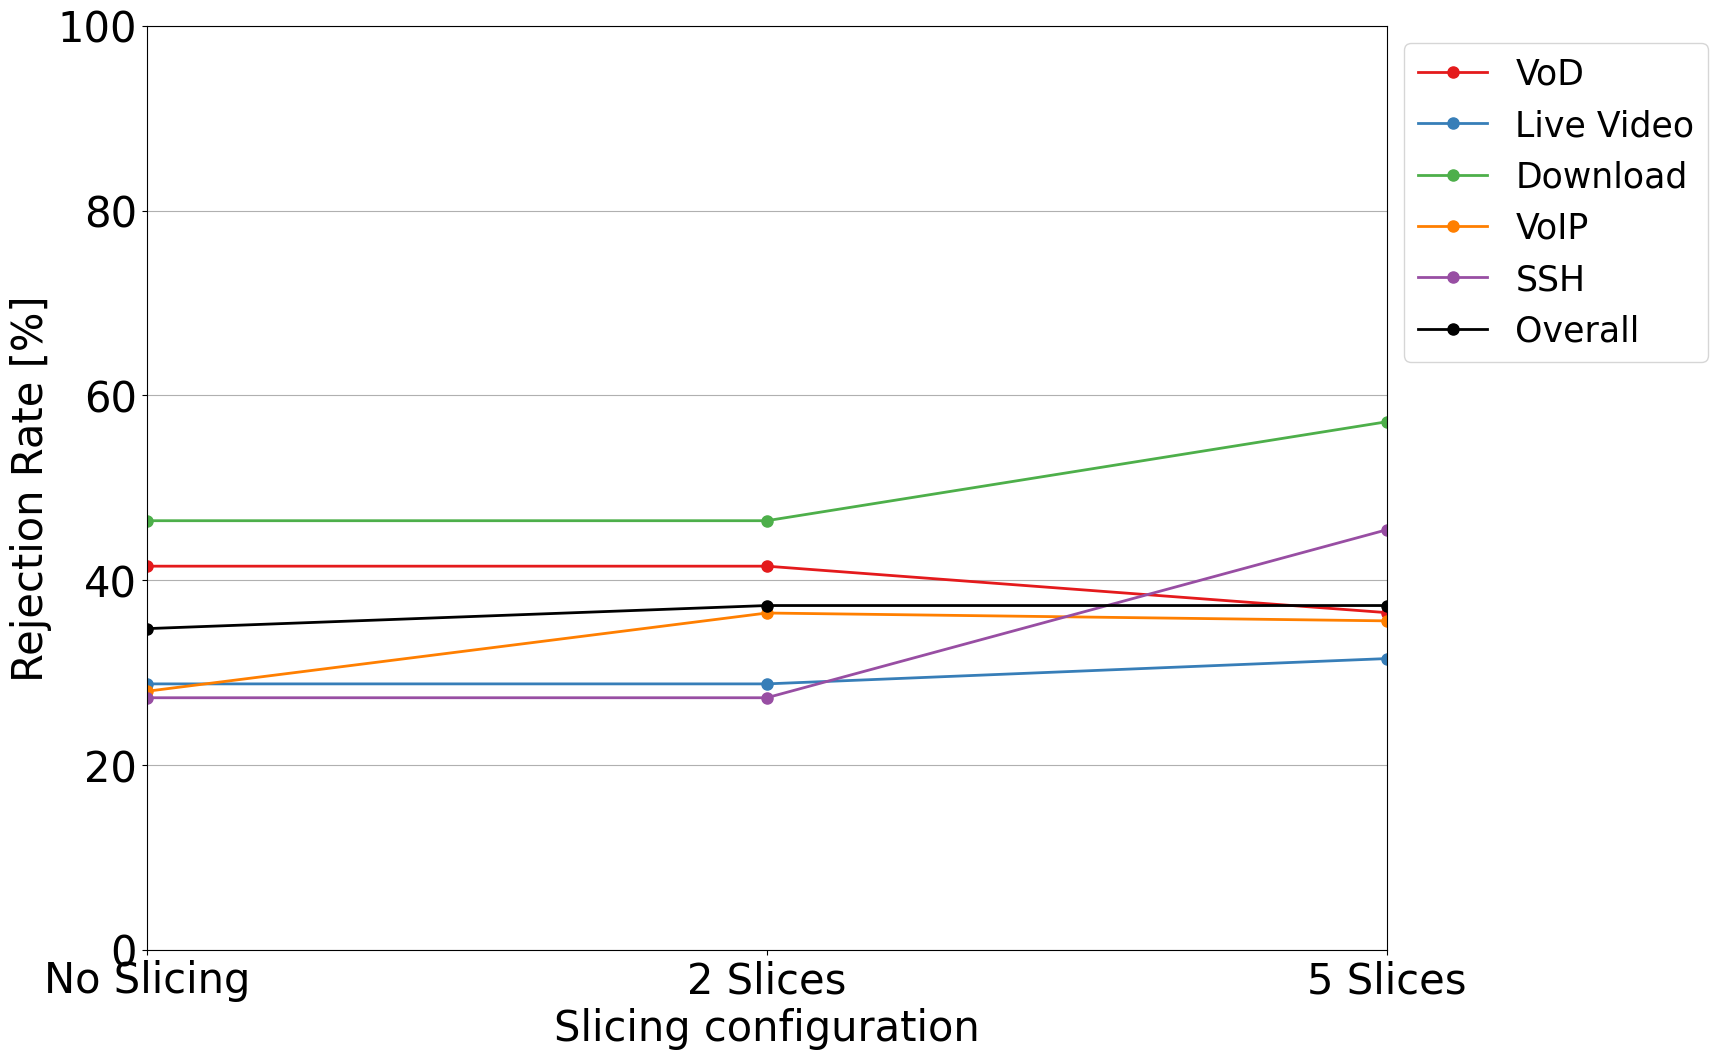 100
80
60
40
20
0
Rejection Rate [%]
No Slicing
2 Slices
5 Slices
Slicing configuration
VoD
Live Video
Download
VoIP
SSH
Overall